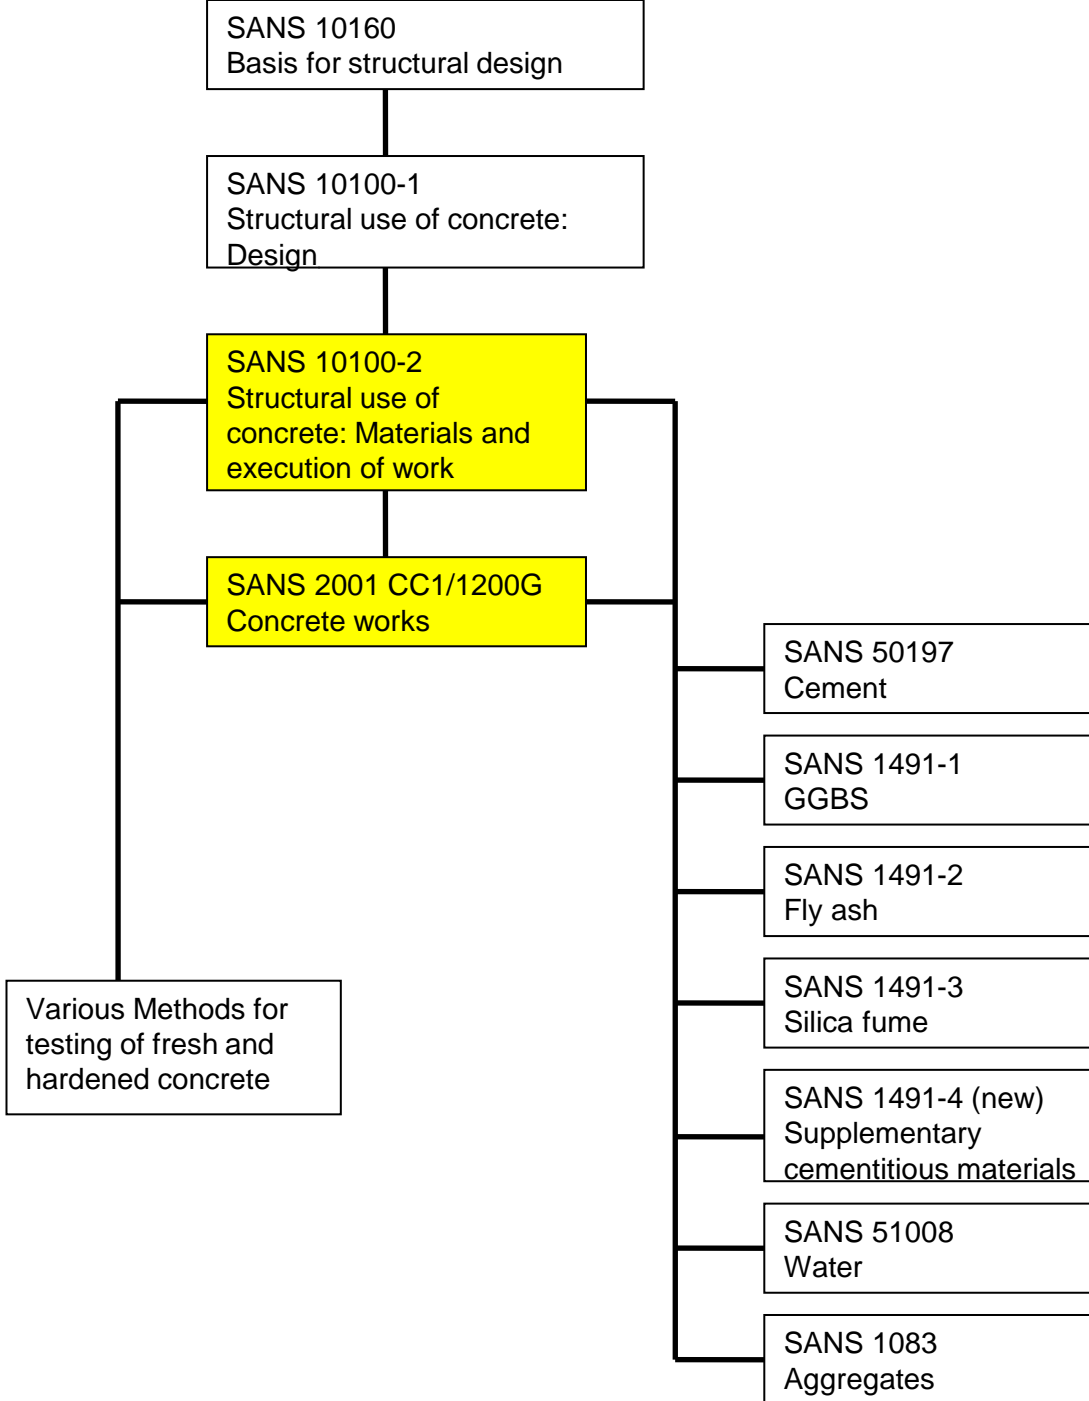 SANS 10160
Basis for structural design
SANS 10100-1
Structural use of concrete:
Design
SANS 10100-2
Structural use of
concrete: Materials and
execution of work
SANS 2001 CC1/1200G
Concrete works
SANS 50197
Cement
SANS 1491-1
GGBS
SANS 1491-2
Fly ash
SANS 1491-3
Silica fume
Various Methods for
testing of fresh and
hardened concrete
SANS 1491-4 (new)
Supplementary
cementitious materials
SANS 51008
Water
SANS 1083
Aggregates